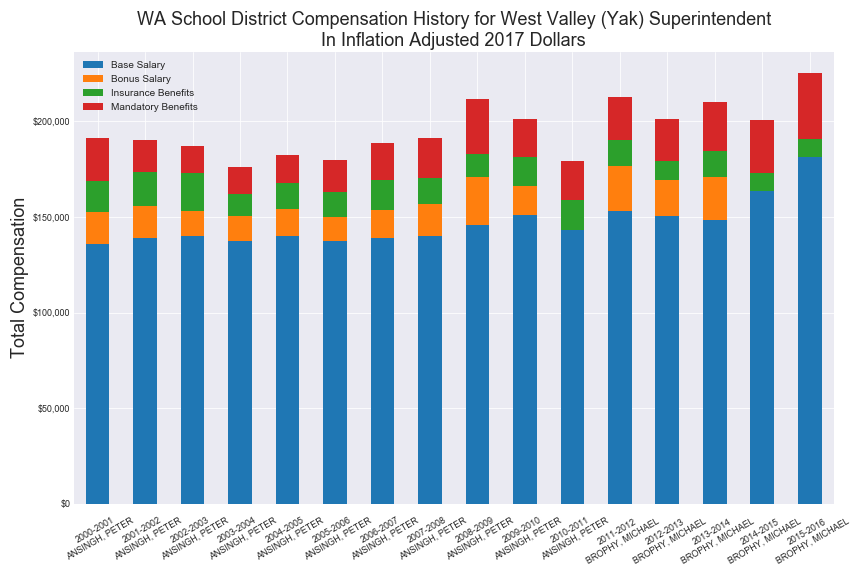 WA School District Compensation History for West Valley (Yak) Superintendent
In Inflation Adjusted 2017 Dollars
Base Salary
Bonus Salary
Insurance Benefits
Mandatory Benefits
Total Compensation
$200,000
$150,000
$100,000
$50,000
$0
2000-2001
ANSINGH, PETER
2001-2002
ANSINGH, PETER
2002-2003
ANSINGH, PETER
2003-2004
ANSINGH, PETER
2004-2005
ANSINGH, PETER
2005-2006
ANSINGH, PETER
2006-2007
ANSINGH, PETER
2007-2008
ANSINGH, PETER
2008-2009
ANSINGH, PETER
2009-2010
ANSINGH, PETER
2010-2011
ANSINGH, PETER
2011-2012
BROPHY, MICHAEL
2012-2013
BROPHY, MICHAEL
2013-2014
BROPHY, MICHAEL
2014-2015
BROPHY, MICHAEL
2015-2016
BROPHY, MICHAEL